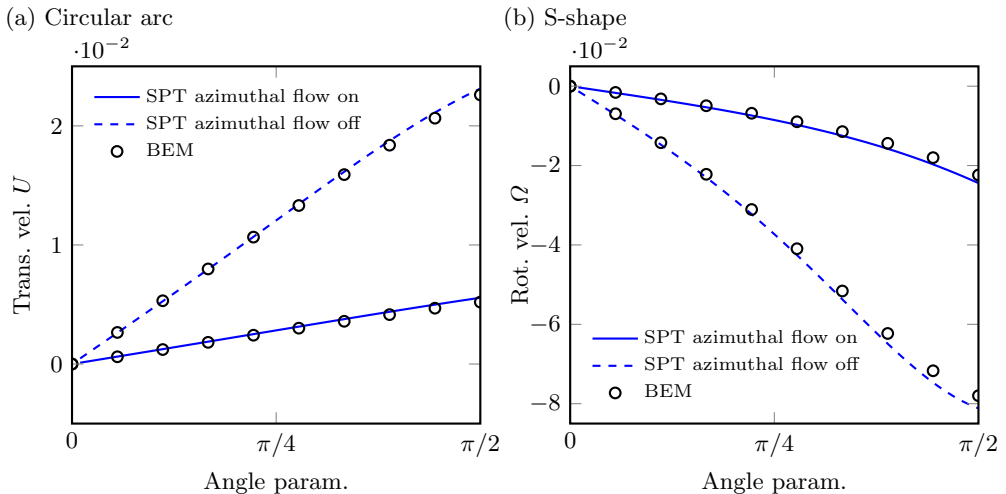 (a) Circular arc
·10⁻²
SPT azimuthal flow on
SPT azimuthal flow off
BEM
2
1
0
Trans. vel. U
0
π/4
π/2
Angle param.
(b) S-shape
·10⁻²
0
−2
−4
−6
−8
Rot. vel. Ω
SPT azimuthal flow on
SPT azimuthal flow off
BEM
0
π/4
π/2
Angle param.